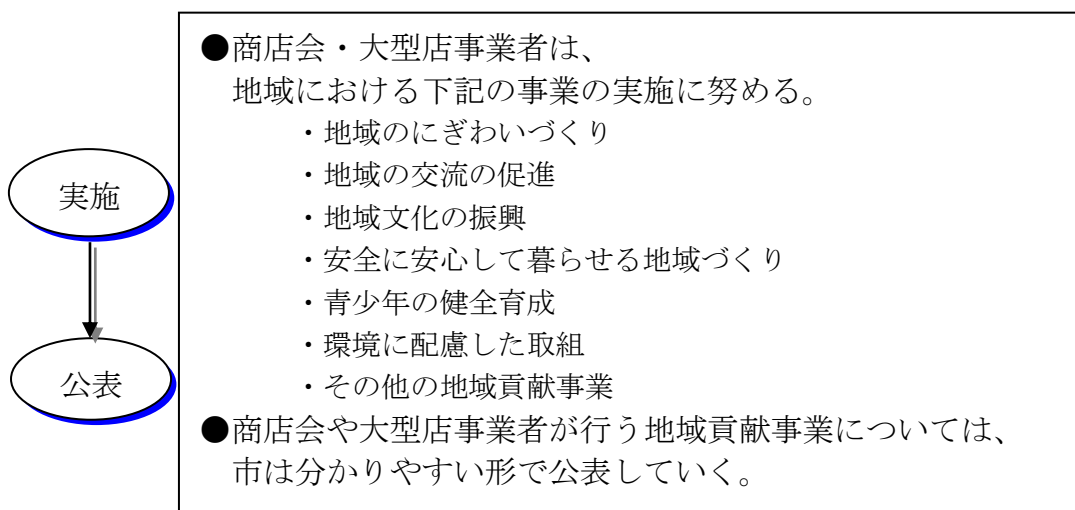 ●商店会・大型店事業者は、
地域における下記の事業の実施に努める。
・地域のにぎわいづくり
・地域の交流の促進
・地域文化の振興
・安全に安心して暮らせる地域づくり
・青少年の健全育成
・環境に配慮した取組
・その他の地域貢献事業
●商店会や大型店事業者が行う地域貢献事業については、
市は分かりやすい形で公表していく。
実施
公表